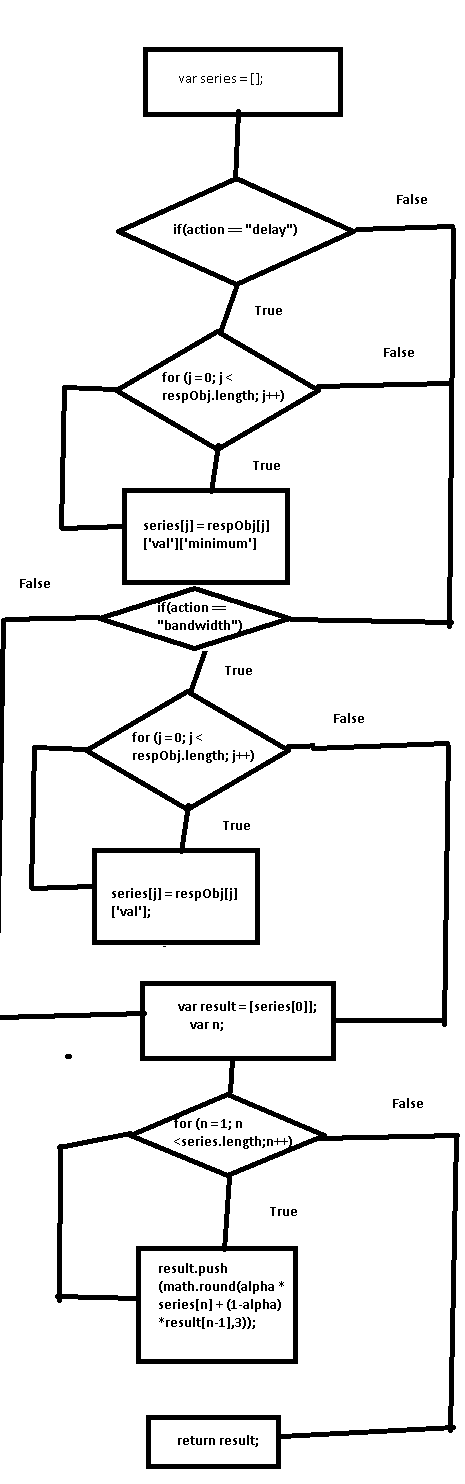 var series = [];
False
if(action == "delay")
True
False
for (j = 0; j <
respObj.length; j++)
True
series[j] = respObj[j]
['val']['minimum']
False
if(action ==
"bandwidth")
True
False
for (j = 0; j <
respObj.length; j++)
True
series[j] = respObj[j]
['val'];
var result = [series[0]];
var n;
False
for (n = 1; n
<series.length;n++)
True
result.push
(math.round(alpha *
series[n] + (1-alpha)
*result[n-1],3));
return result;